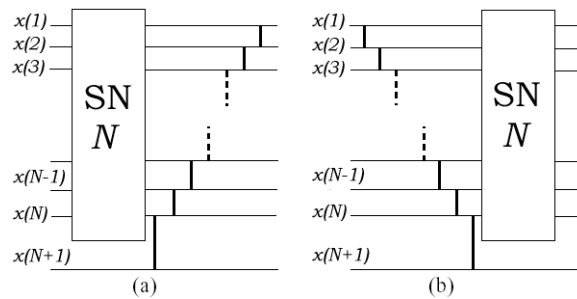 x(1)
x(2)
x(3)
SN
N
x(N-1)
x(N)
x(N+1)
(a)
x(1)
x(2)
x(3)
SN
N
x(N-1)
x(N)
x(N+1)
(b)